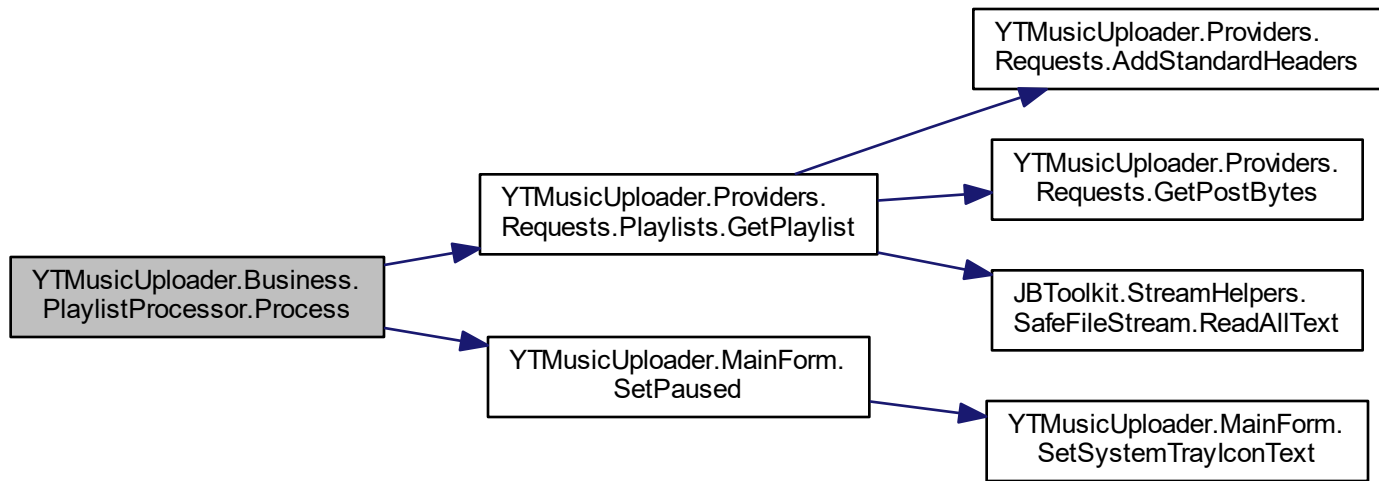 YTMusicUploader.Providers.
Requests.AddStandardHeaders
YTMusicUploader.Providers.
Requests.GetPostBytes
YTMusicUploader.Providers.
Requests.Playlists.GetPlaylist
YTMusicUploader.Business.
PlaylistProcessor.Process
JBToolkit.StreamHelpers.
SafeFileStream.ReadAllText
YTMusicUploader.MainForm.
SetPaused
YTMusicUploader.MainForm.
SetSystemTrayIconText